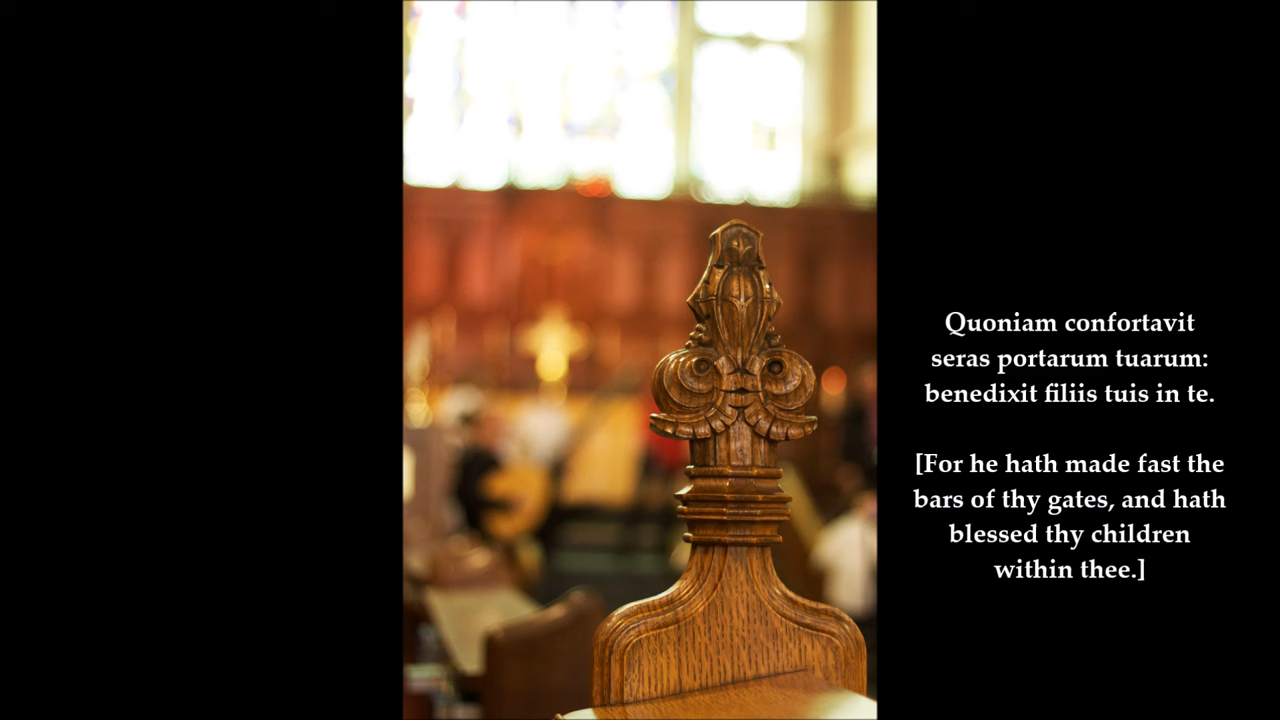 Quoniam confortavit
seras portarum tuarum:
benedixit filiis tuis in te.
[For he hath made fast the
bars of thy gates, and hath
blessed thy children
within thee.]